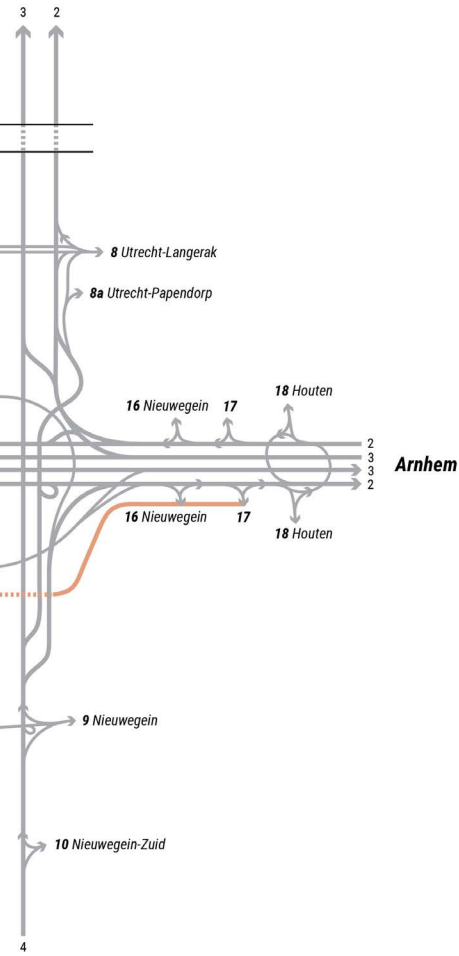 3 2
8 Utrecht-Langerak
8a Utrecht-Papendorp
18 Houten
16 Nieuwegein 17
2
3
Arnhem
3
2
16 Nieuwegein 17
18 Houten
9 Nieuwegein
10 Nieuwegein-Zuid
4